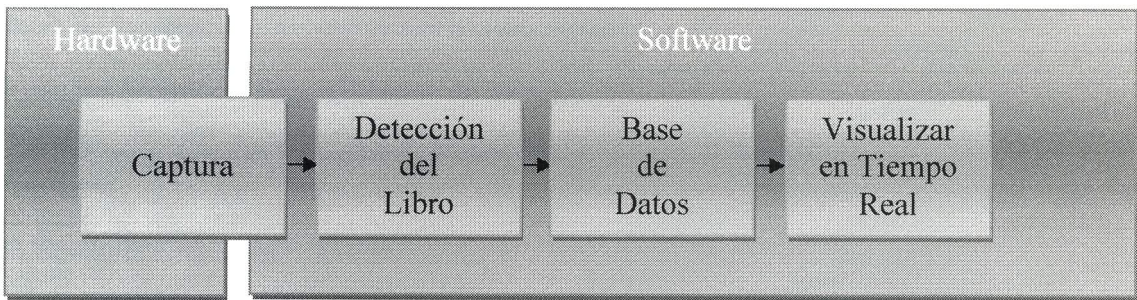 Hardware
Software
Captura
Detección
del
Libro
Base
de
Datos
Visualizar
en Tiempo
Real